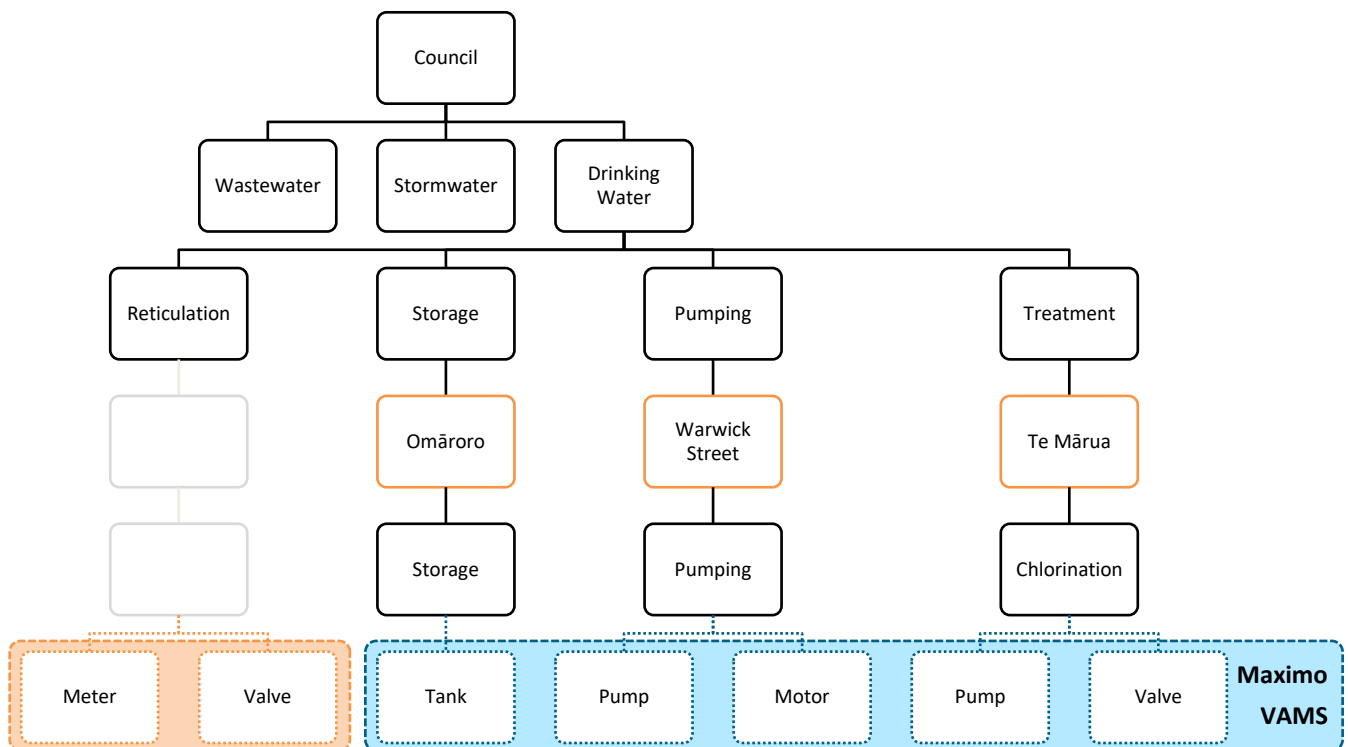 Council
Wastewater
Stormwater
Drinking
Water
Reticulation
Storage
Pumping
Treatment
Omāroro
Warwick
Street
Te Mārua
Storage
Pumping
Chlorination
Meter
Valve
Tank
Pump
Motor
Pump
Valve
Maximo
VAMS